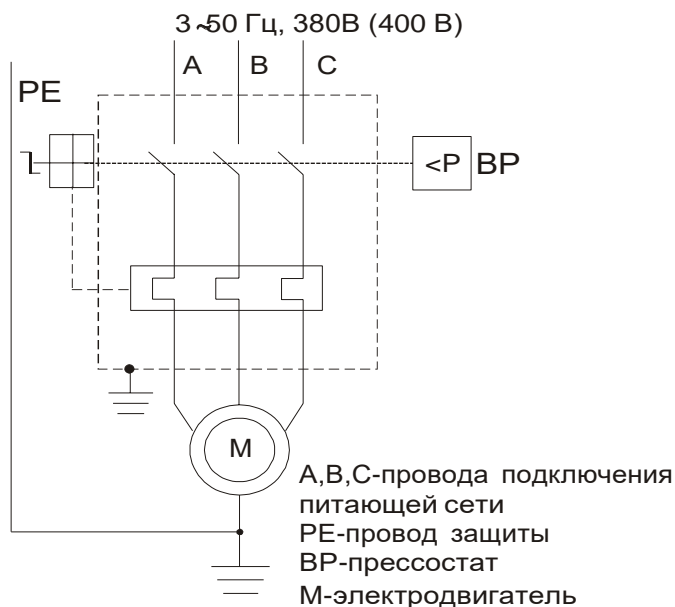 3 ~50 Гц, 380В (400 В)
A B C
PE
<P BP
M
A,B,C-провода подключения
питающей сети
PE-провод защиты
BP-прессостат
М-электродвигатель